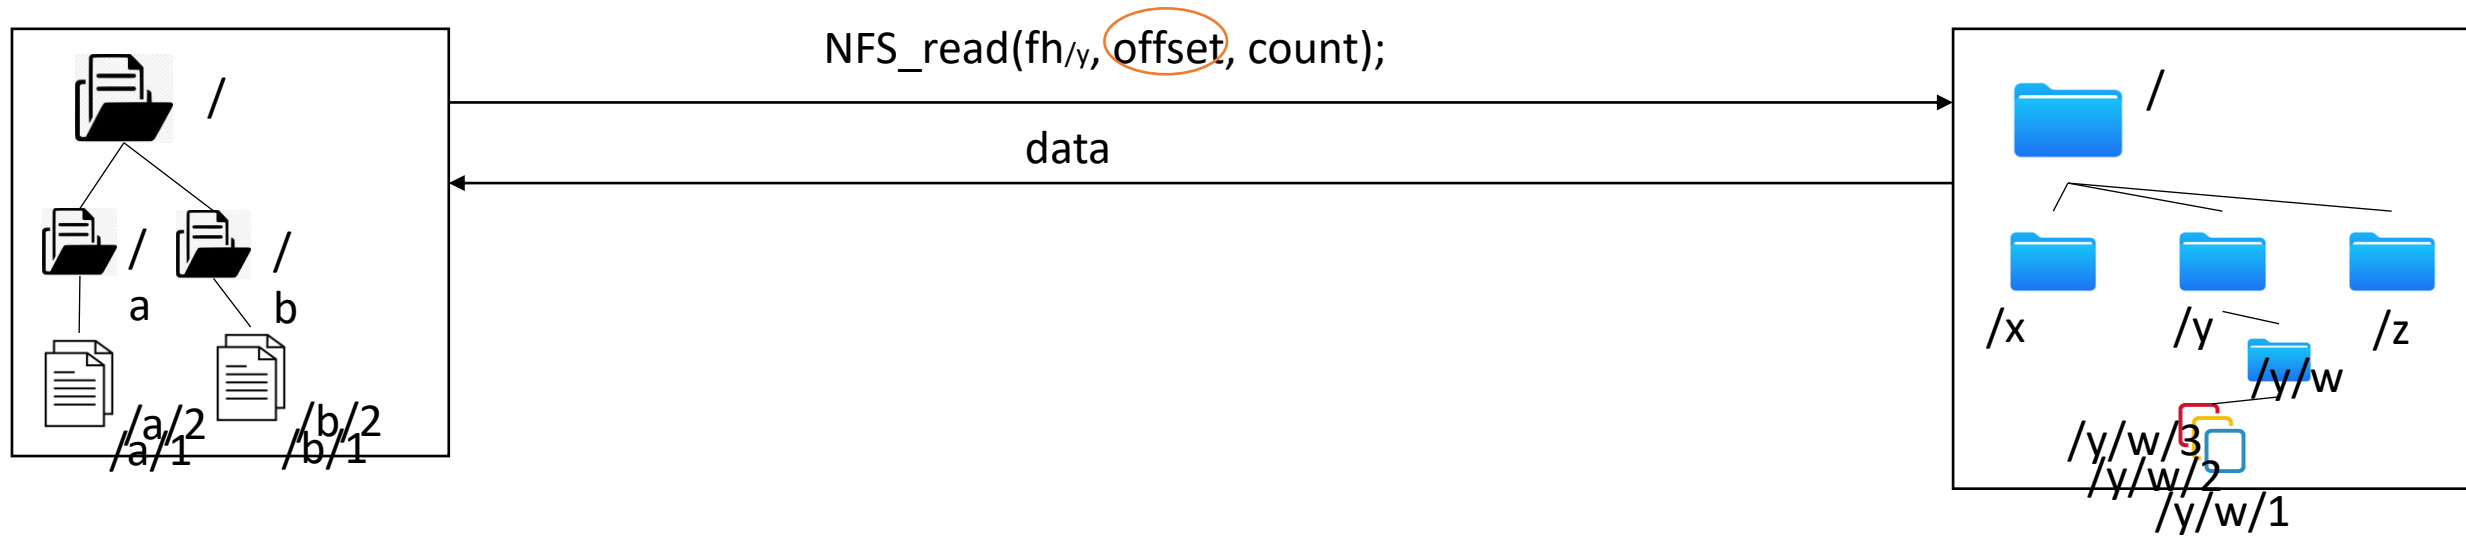 NFS_read(fh/y, offset, count);
data
/
/
a
/
b
/a/2
/a/1
/b/2
/b/1
/
/x
/y
/z
/y/w
/y/w/3
/y/w/2
/y/w/1